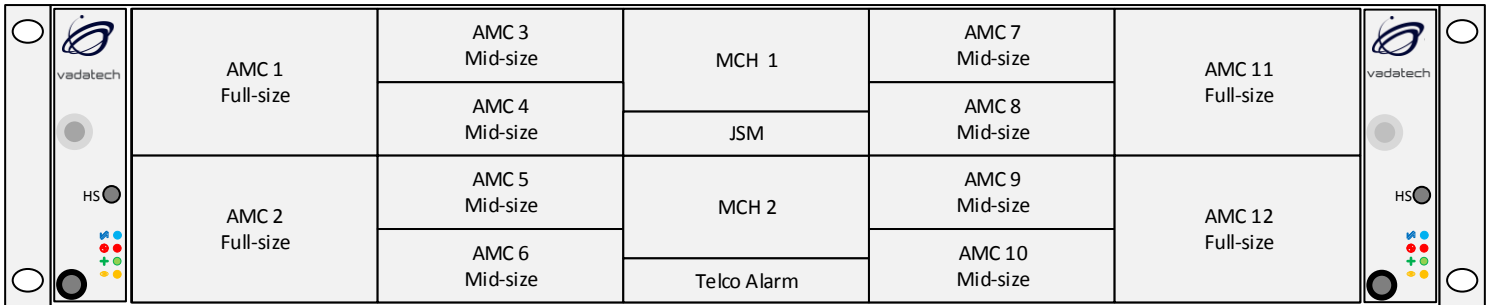 vadatech
HS
AMC 1
Full-size
AMC 2
Full-size
AMC 3
Mid-size
AMC 4
Mid-size
AMC 5
Mid-size
AMC 6
Mid-size
MCH 1
JSM
MCH 2
Telco Alarm
AMC 7
Mid-size
AMC 8
Mid-size
AMC 9
Mid-size
AMC 10
Mid-size
AMC 11
Full-size
AMC 12
Full-size
vadatech
HS